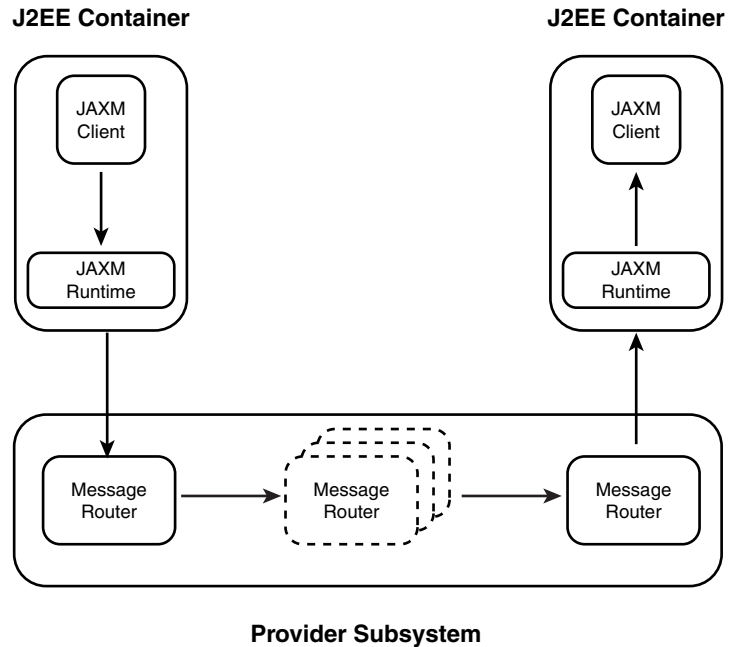 J2EE Container
J2EE Container
JAXM
Client
JAXM
Client
JAXM
Runtime
JAXM
Runtime
Message
Router
Message
Router
Message
Router
Provider Subsystem